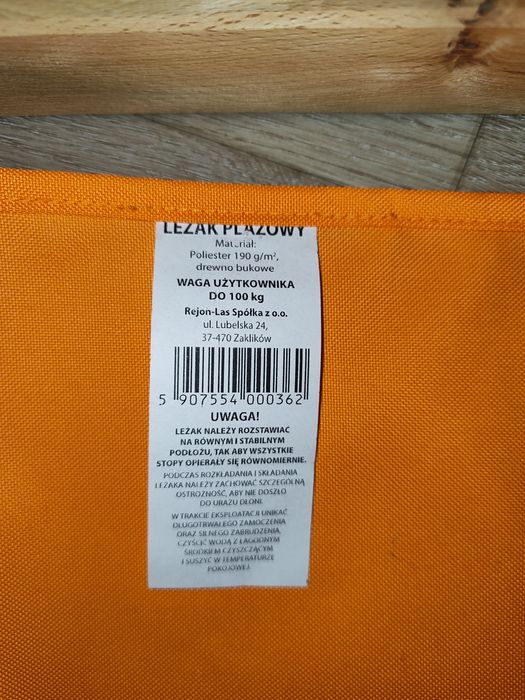 LEŻAK PLAŻOWY
Materiał:
Poliester 190 g/m²,
drewno bukowe
WAGA UŻYTKOWNIKA
DO 100 kg
Rejon-Las Spółka z o.o.
ul. Lubelska 24,
37-470 Zaklików
5 907554 000362
UWAGA!
LEŻAK NALEŻY ROZSTAWIAĆ
NA RÓWNYM I STABILNYM
PODŁOŻU, TAK ABY WSZYSTKIE
STOPY OPIERAŁY SIĘ RÓWNOMIERNIE.
PODCZAS ROZKŁADANIA I SKŁADANIA
LEŻAKA NALEŻY ZACHOWAĆ SZCZEGÓLNĄ
OSTROŻNOŚĆ, ABY NIE DOSZŁO
DO URAZU DŁONI.
W TRAKCIE EKSPLOATACJI UNIKAĆ
DŁUGOTRWAŁEGO ZAMOCZENIA
ORAZ SILNEGO ZABRUDZENIA,
CZYŚCIĆ WODĄ Z ŁAGODNYM
ŚRODKIEM CZYSZCZĄCYM
I SUSZYĆ W TEMPERATURZE
POKOJOWEJ.